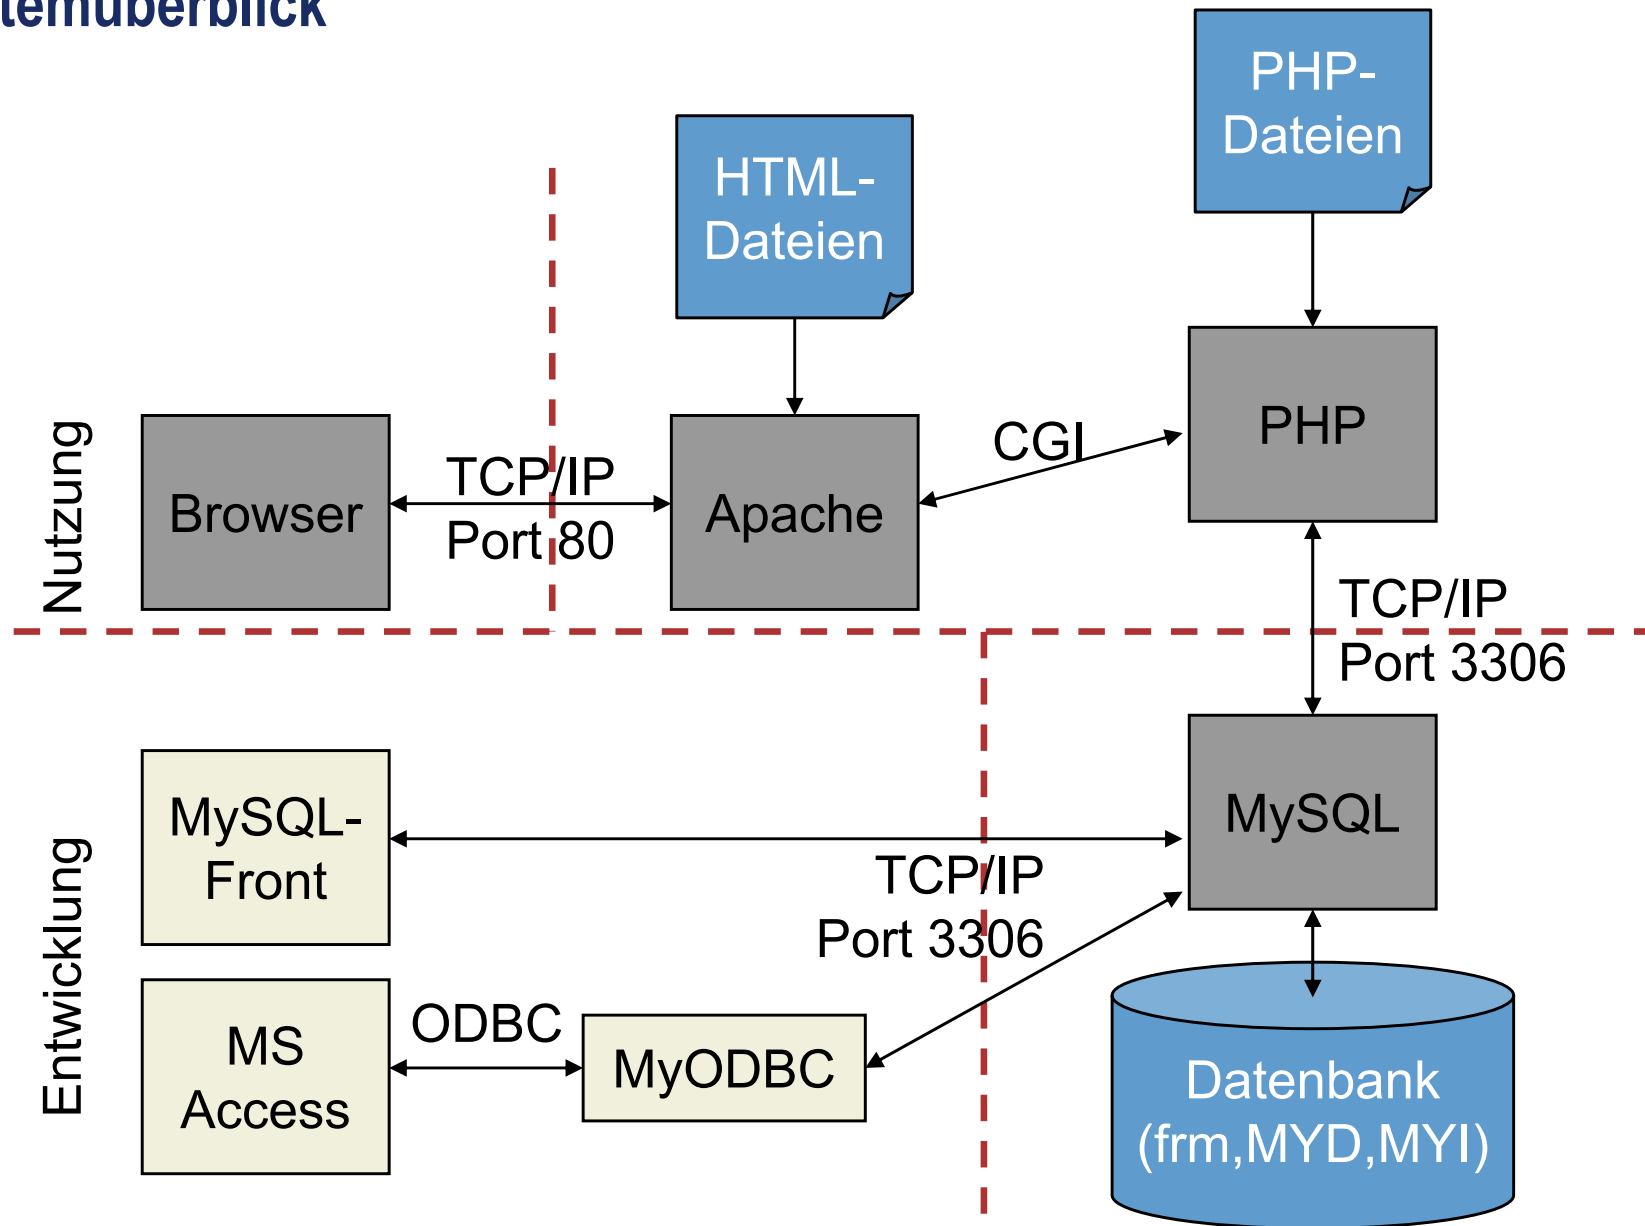 temüberblick
PHP-
Dateien
HTML-
Dateien
Nutzung
Browser
TCP/IP
Port 80
Apache
CGI
PHP
TCP/IP
Port 3306
Entwicklung
MySQL-
Front
TCP/IP
Port 3306
MySQL
MS
Access
ODBC
MyODBC
Datenbank
(frm,MYD,MYI)